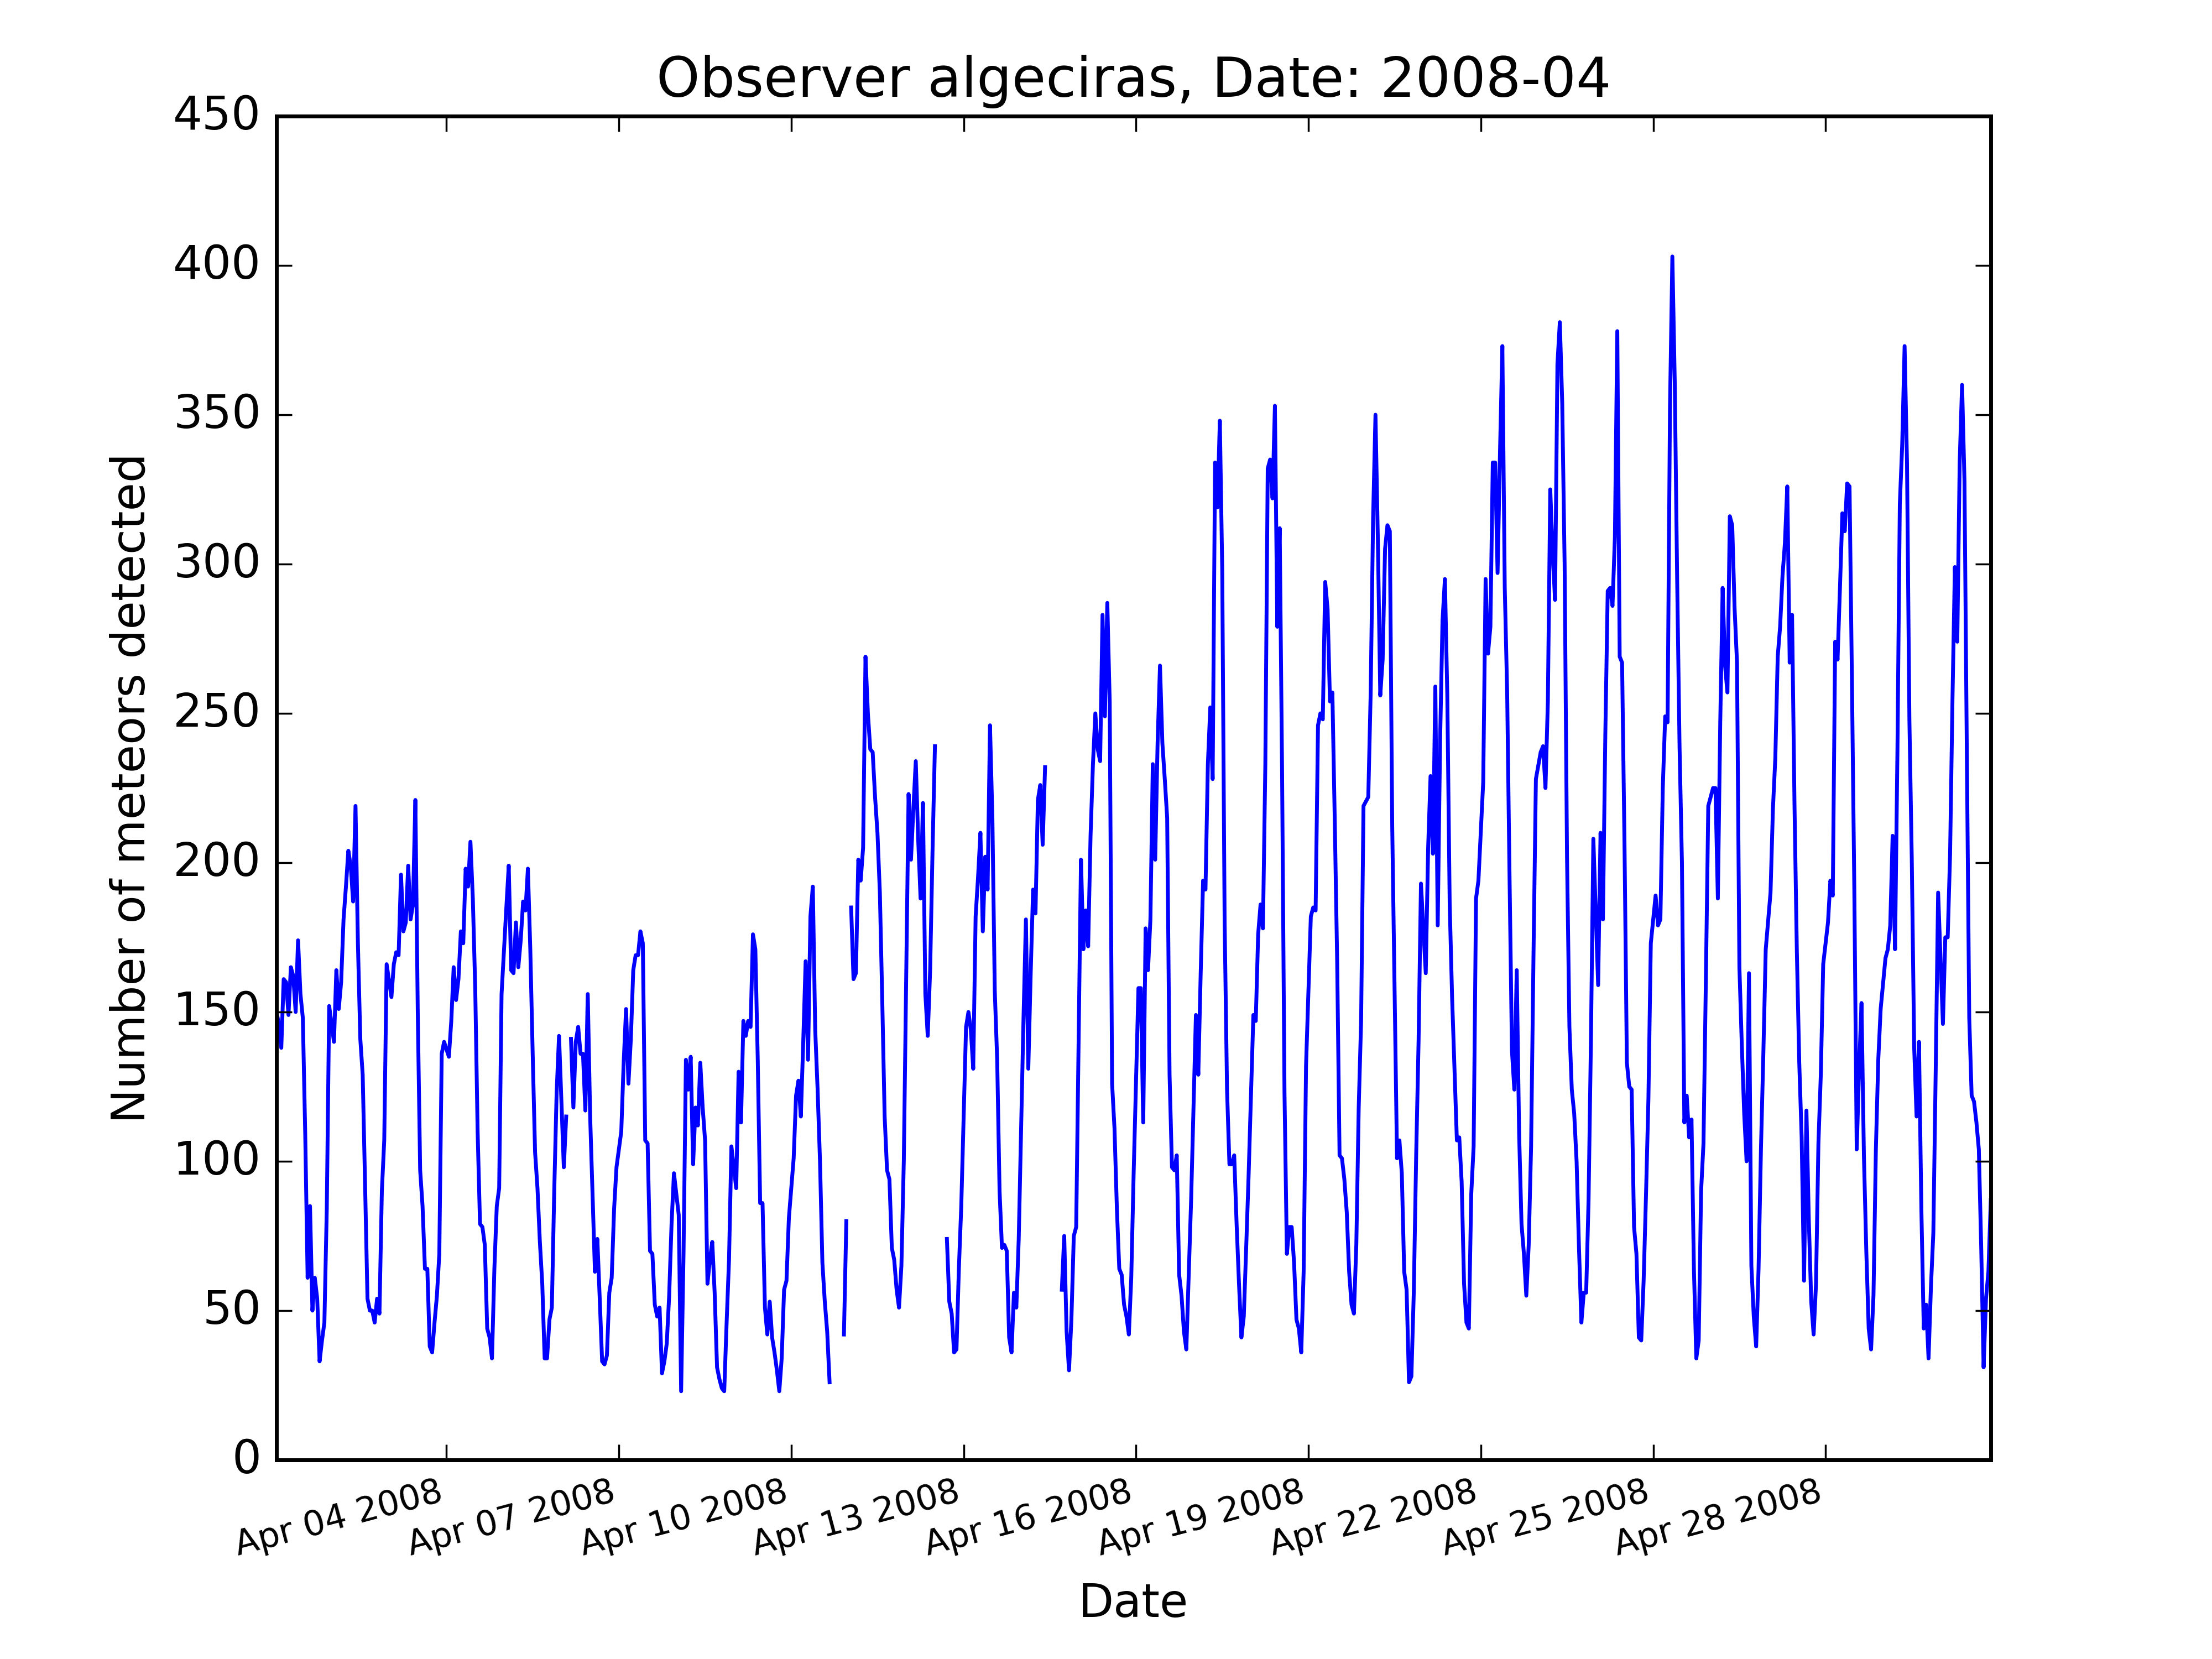 Observer algeciras, Date: 2008-04
450
400
350
300
250
200
150
100
50
0
Number of meteors detected
Apr 04 2008
Apr 07 2008
Apr 10 2008
Apr 13 2008
Apr 16 2008
Apr 19 2008
Apr 22 2008
Apr 25 2008
Apr 28 2008
Date